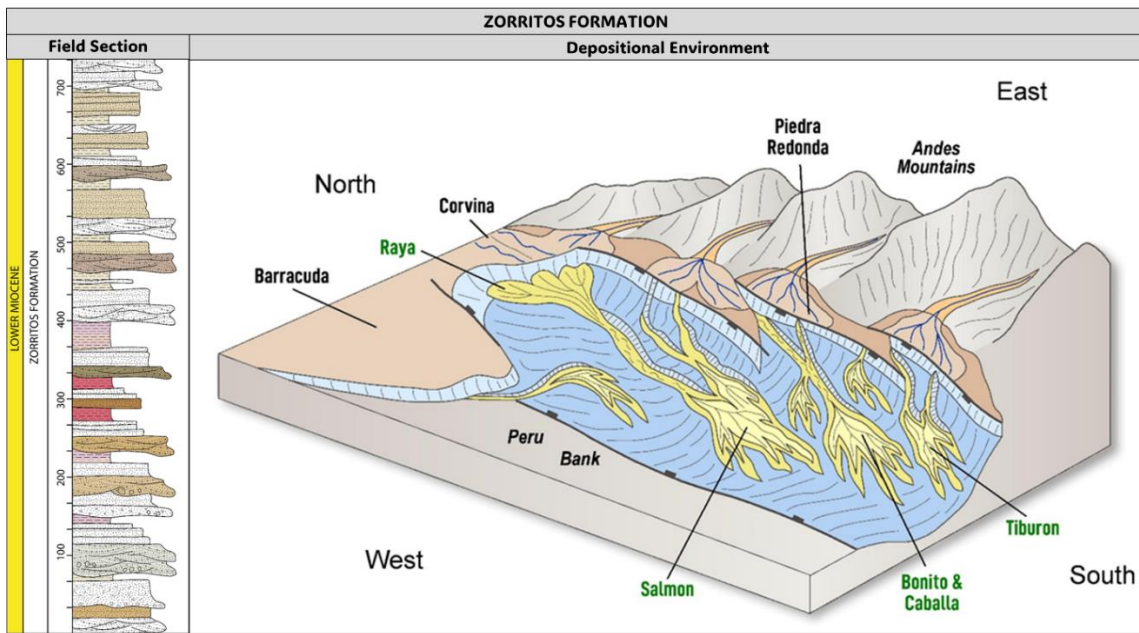 ZORRITOS FORMATION
Field Section
Depositional Environment
LOWER MIOCENE
ZORRITOS FORMATION
700
600
500
400
300
200
100
East
North
West
South
Piedra
Redonda
Andes
Mountains
Corvina
Raya
Barracuda
Peru
Bank
Salmon
Bonito &
Caballa
Tiburon